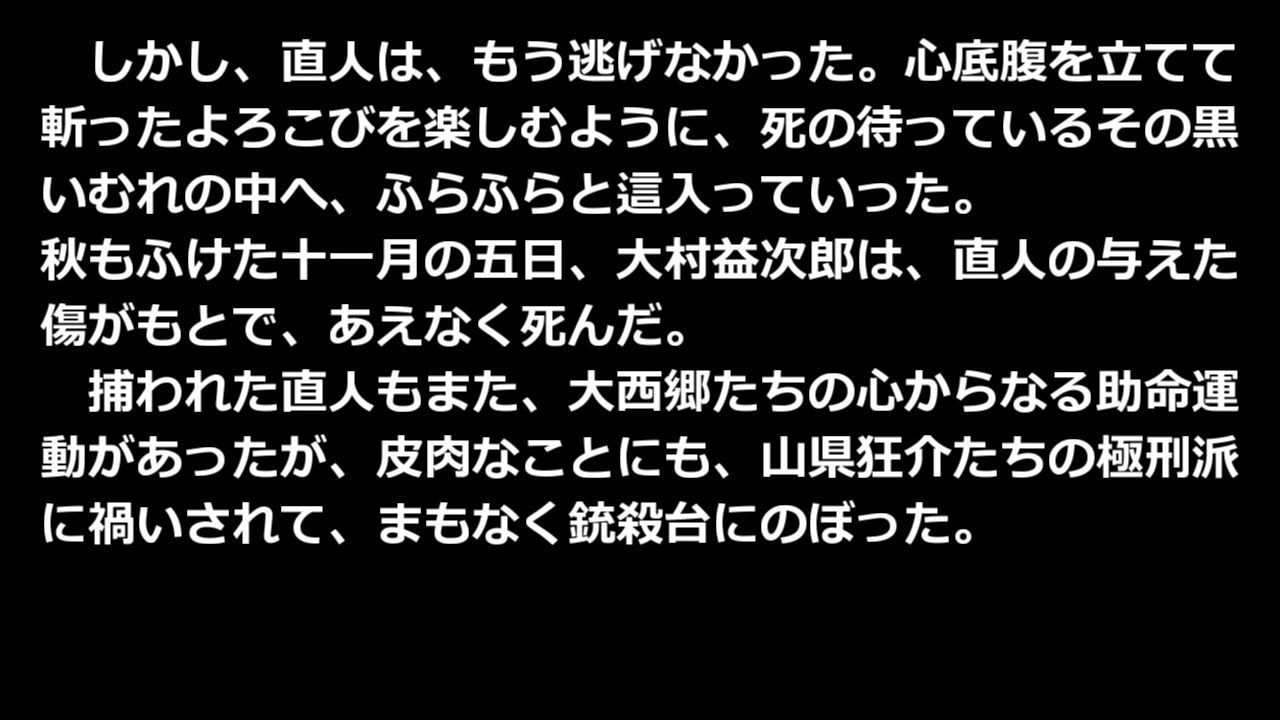 しかし、直人は、もう逃げなかった。心底腹を立てて
斬ったよろこびを楽しむように、死の待っているその黒
いむれの中へ、ふらふらと這入っていった。
秋もふけた十一月の五日、大村益次郎は、直人の与えた
傷がもとで、あえなく死んだ。
　捕われた直人もまた、大西郷たちの心からなる助命運
動があったが、皮肉なことにも、山県狂介たちの極刑派
に禍いされて、まもなく銃殺台にのぼった。